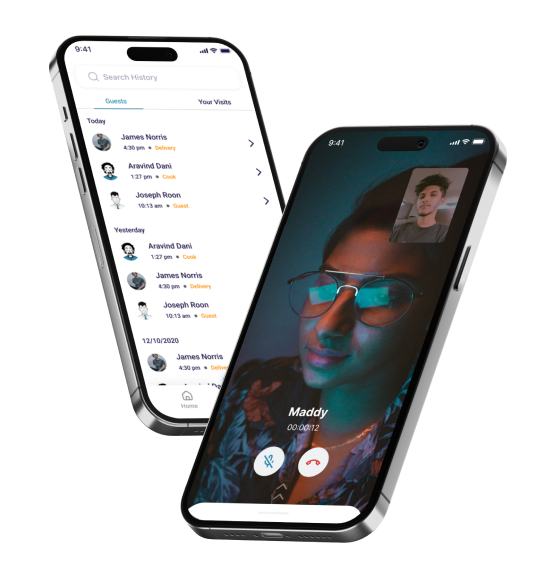 9:41
Search History
Guests
Your Visits
Today
James Norris
4:30 pm • Delivery
Aravind Dani
1:27 pm • Cook
Joseph Roon
10:13 am • Guest
Yesterday
Aravind Dani
1:27 pm • Cook
James Norris
4:30 pm • Delivery
Joseph Roon
10:13 am • Guest
12/10/2020
James Norris
4:30 pm •
Home
9:41
Maddy
00:00:12